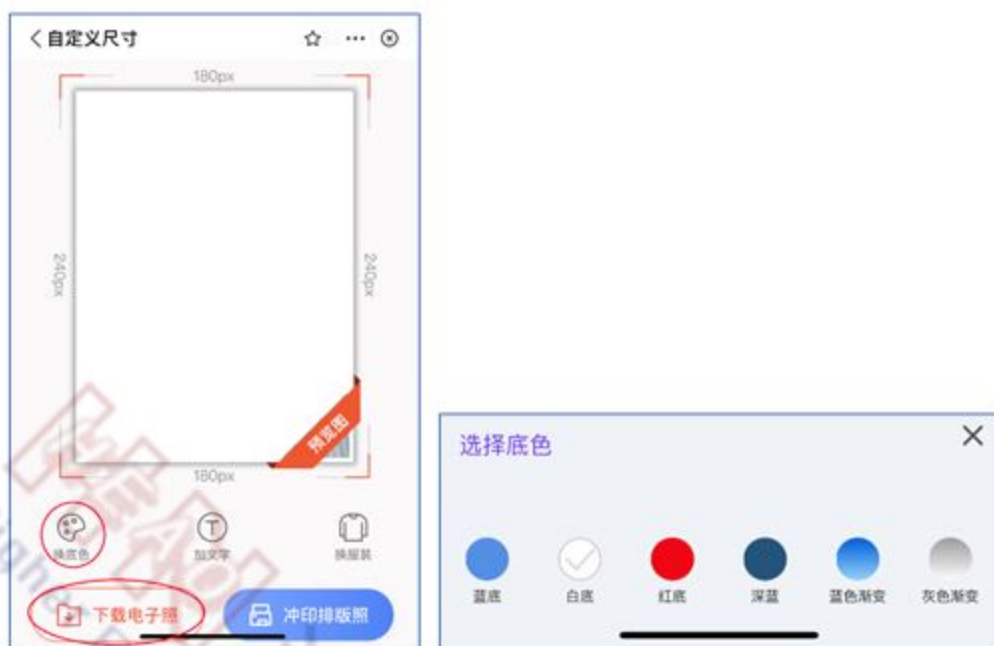 自定义尺寸
180px
240px
240px
预览图
180px
换底色
加文字
换服装
下载电子照
冲印排版照
选择底色
蓝底
白底
红底
深蓝
蓝色渐变
灰色渐变